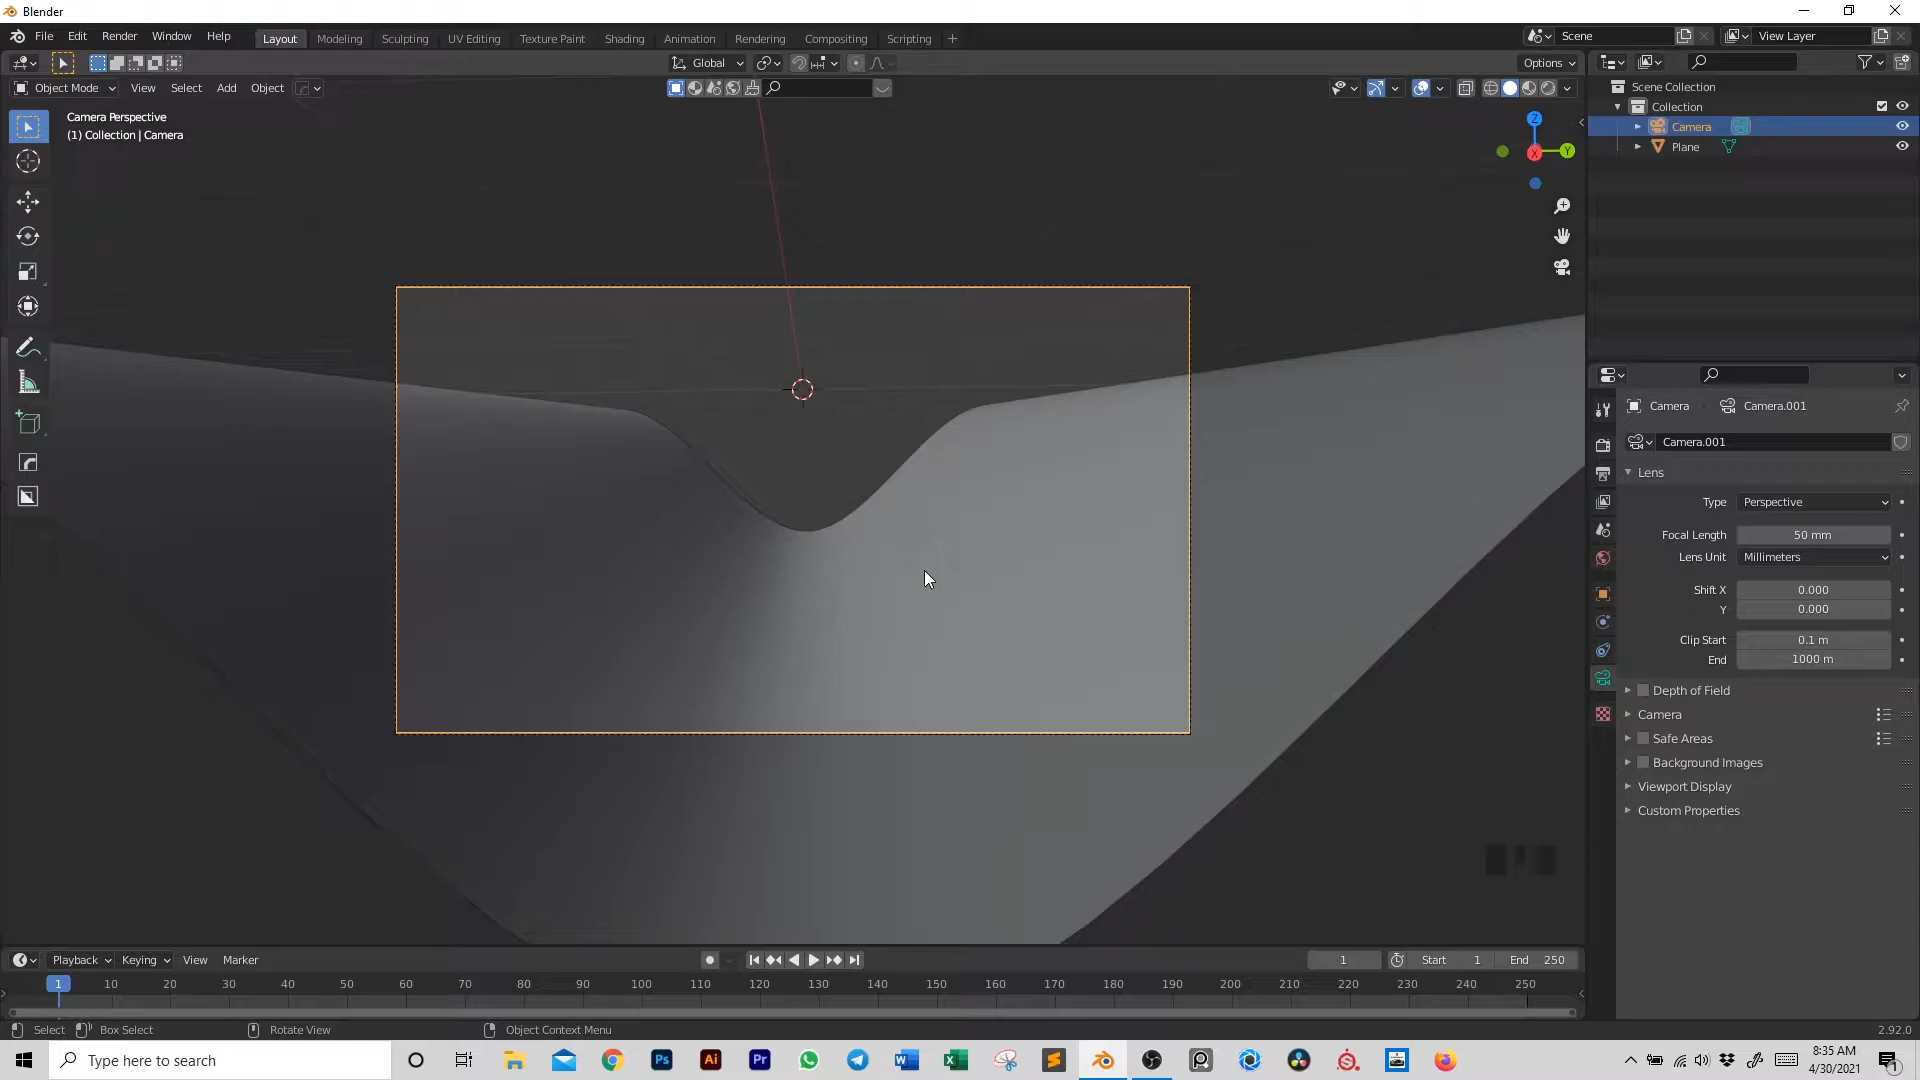 Blender
File Edit Render Window Help
Layout Modeling Sculpting UV Editing Texture Paint Shading Animation Rendering Compositing Scripting
Scene
View Layer
Global
Options
Object Mode View Select Add Object
Camera Perspective
(1) Collection | Camera
Z
X
Y
Scene Collection
Collection
Camera
Plane
Camera Camera.001
Camera.001
Lens
Type Perspective
Focal Length 50 mm
Lens Unit Millimeters
Shift X 0.000
Y 0.000
Clip Start 0.1 m
End 1000 m
Depth of Field
Camera
Safe Areas
Background Images
Viewport Display
Custom Properties
Playback Keying View Marker
1
Start 1
End 250
1 10 20 30 40 50 60 70 80 90 100 110 120 130 140 150 160 170 180 190 200 210 220 230 240 250
Select Box Select Rotate View Object Context Menu
2.92.0
Type here to search
Ps
Ai
Pr
8:35 AM
4/30/2021
1